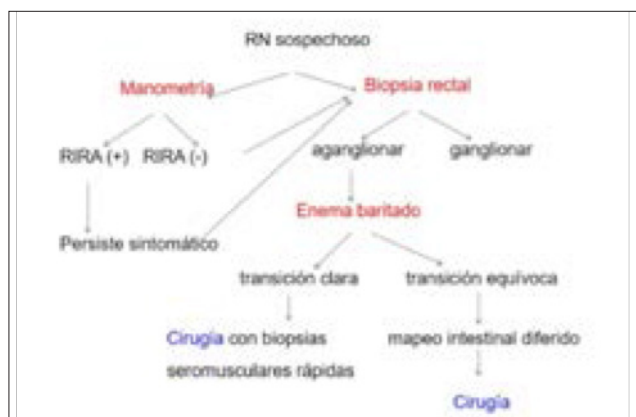 RN sospechoso
Manometría
Biopsia rectal
RIRA (+) RIRA (-)
aganglionar
ganglionar
Enema baritado
Persiste sintomático
transición clara
transición equívoca
Cirugía con biopsias
seromusculares rápidas
mapeo intestinal diferido
Cirugía